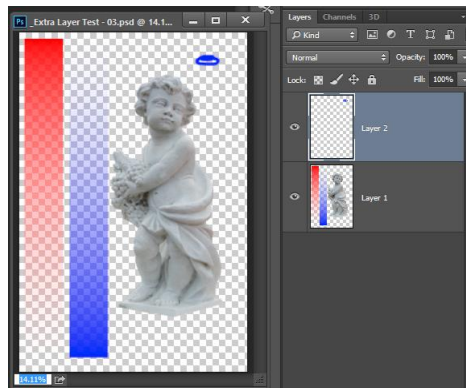 Ps _Extra Layer Test - 03.psd @ 14.1...
14.11%
Layers Channels 3D
Kind
T
Normal Opacity: 100%
Lock: Fill: 100%
Layer 2
Layer 1